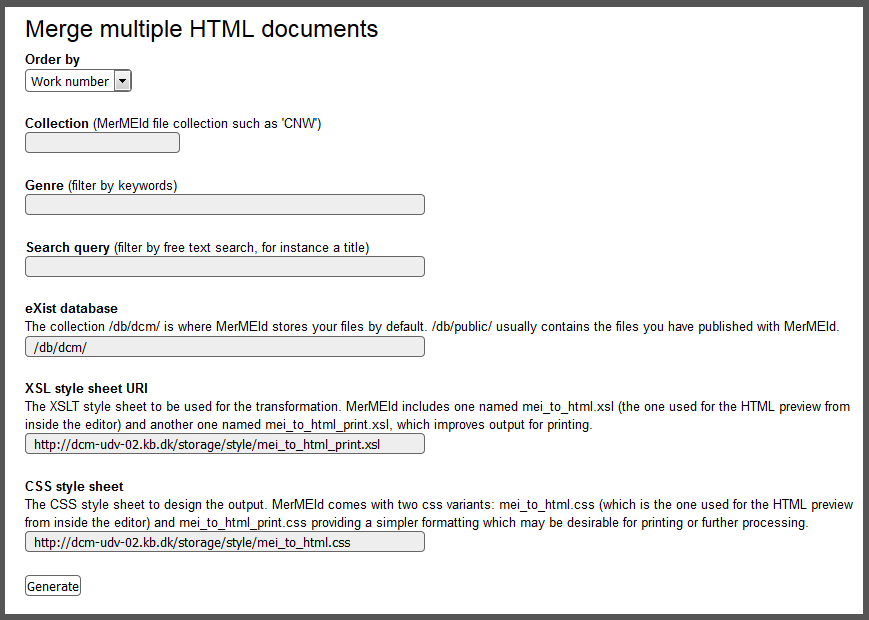 Merge multiple HTML documents
Order by
Work number
Collection (MerMEId file collection such as 'CNW')
Genre (filter by keywords)
Search query (filter by free text search, for instance a title)
eXist database
The collection /db/dcm/ is where MerMEId stores your files by default. /db/public/ usually contains the files you have published with MerMEId.
/db/dcm/
XSL style sheet URI
The XSLT style sheet to be used for the transformation. MerMEId includes one named mei_to_html.xsl (the one used for the HTML preview from
inside the editor) and another one named mei_to_html_print.xsl, which improves output for printing.
http://dcm-udv-02.kb.dk/storage/style/mei_to_html_print.xsl
CSS style sheet
The CSS style sheet to design the output. MerMEId comes with two css variants: mei_to_html.css (which is the one used for the HTML preview
from inside the editor) and mei_to_html_print.css providing a simpler formatting which may be desirable for printing or further processing.
http://dcm-udv-02.kb.dk/storage/style/mei_to_html.css
Generate